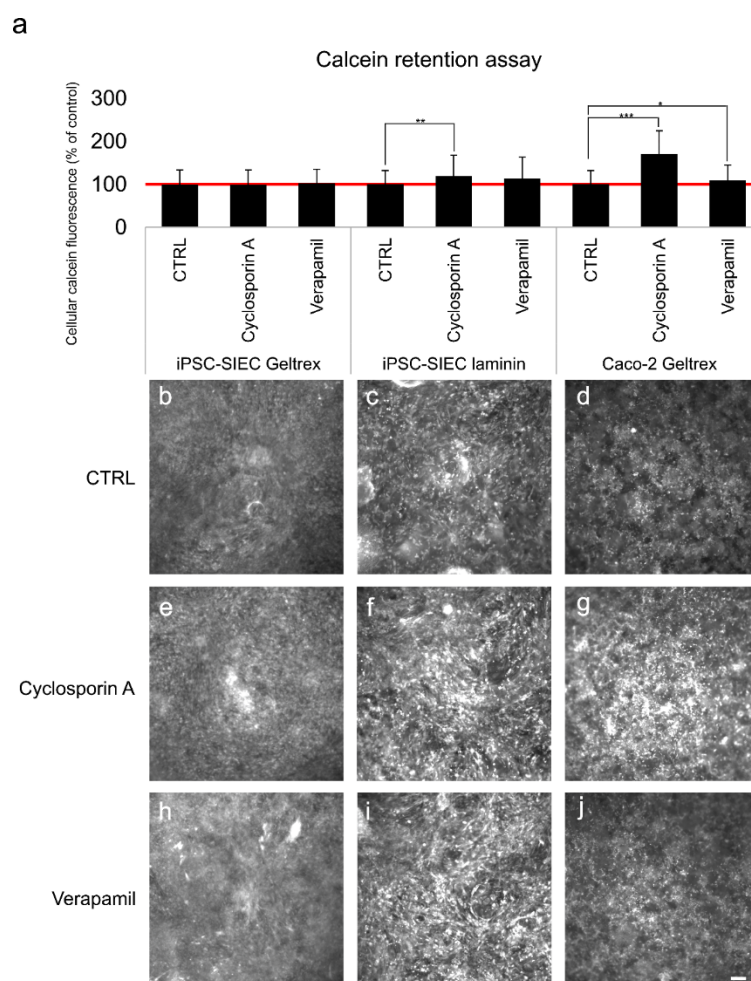 a
Calcein retention assay
Cellular calcein fluorescence (% of control)
300
200
100
0
**
***
*
CTRL
Cyclosporin A
Verapamil
CTRL
Cyclosporin A
Verapamil
CTRL
Cyclosporin A
Verapamil
iPSC-SIEC Geltrex
iPSC-SIEC laminin
Caco-2 Geltrex
CTRL
b
c
d
Cyclosporin A
e
f
g
Verapamil
h
i
j